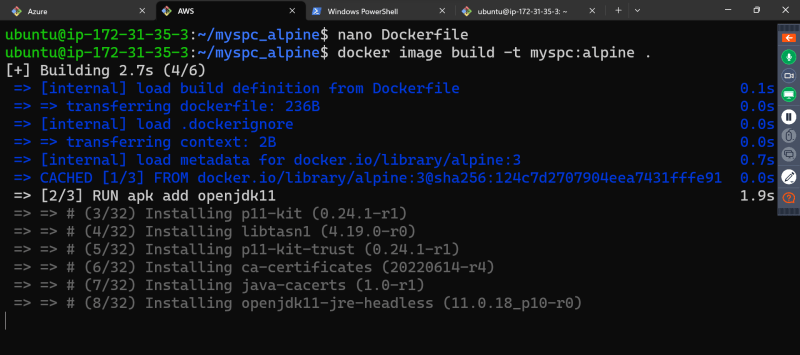 Azure
AWS
Windows PowerShell
ubuntu@ip-172-31-35-3: ~
ubuntu@ip-172-31-35-3:~/myspc_alpine$ nano Dockerfile
ubuntu@ip-172-31-35-3:~/myspc_alpine$ docker image build -t myspc:alpine .
[+] Building 2.7s (4/6)
=> [internal] load build definition from Dockerfile 0.1s
=> => transferring dockerfile: 236B 0.0s
=> [internal] load .dockerignore 0.0s
=> => transferring context: 2B 0.0s
=> [internal] load metadata for docker.io/library/alpine:3 0.7s
=> CACHED [1/3] FROM docker.io/library/alpine:3@sha256:124c7d2707904eea7431fffe91 0.0s
=> [2/3] RUN apk add openjdk11 1.9s
=> => # (3/32) Installing p11-kit (0.24.1-r1)
=> => # (4/32) Installing libtasn1 (4.19.0-r0)
=> => # (5/32) Installing p11-kit-trust (0.24.1-r1)
=> => # (6/32) Installing ca-certificates (20220614-r4)
=> => # (7/32) Installing java-cacerts (1.0-r1)
=> => # (8/32) Installing openjdk11-jre-headless (11.0.18_p10-r0)